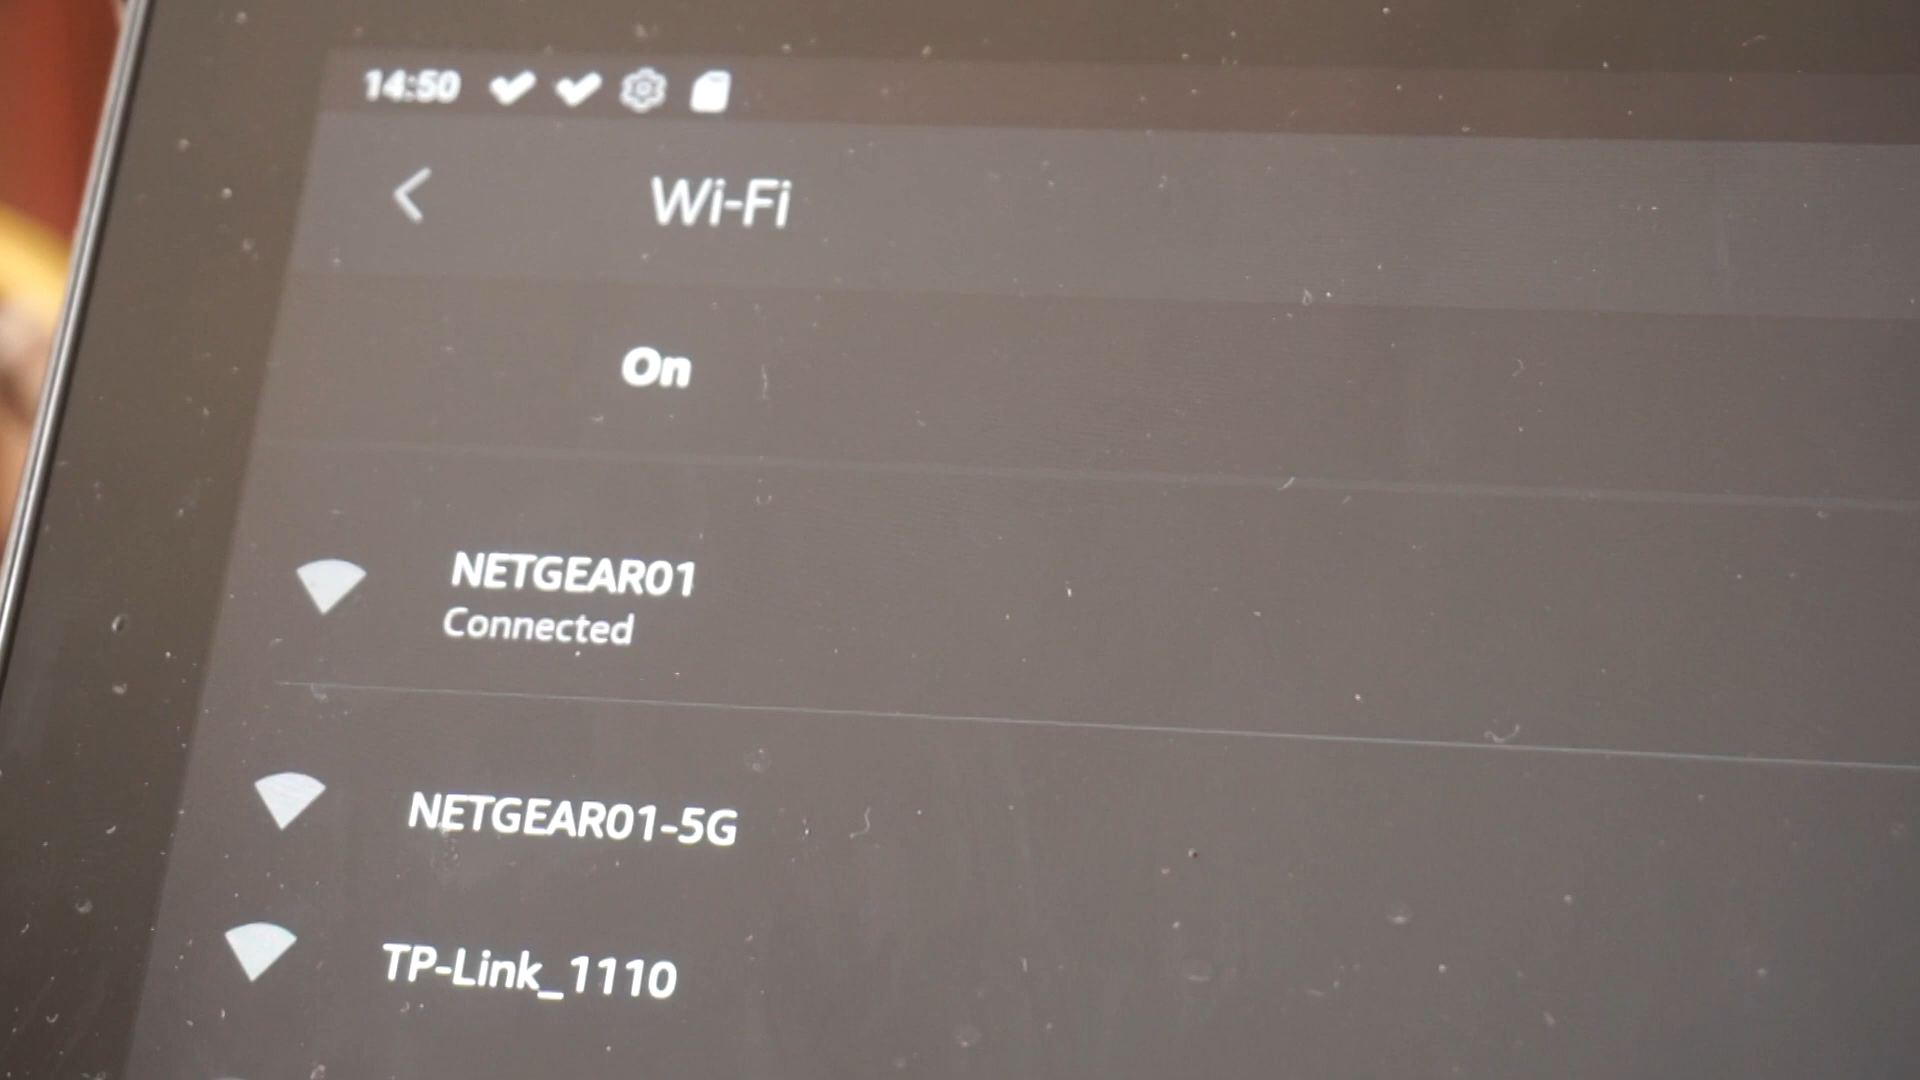 14:50
Wi-Fi
On
NETGEAR01
Connected
NETGEAR01-5G
TP-Link_1110